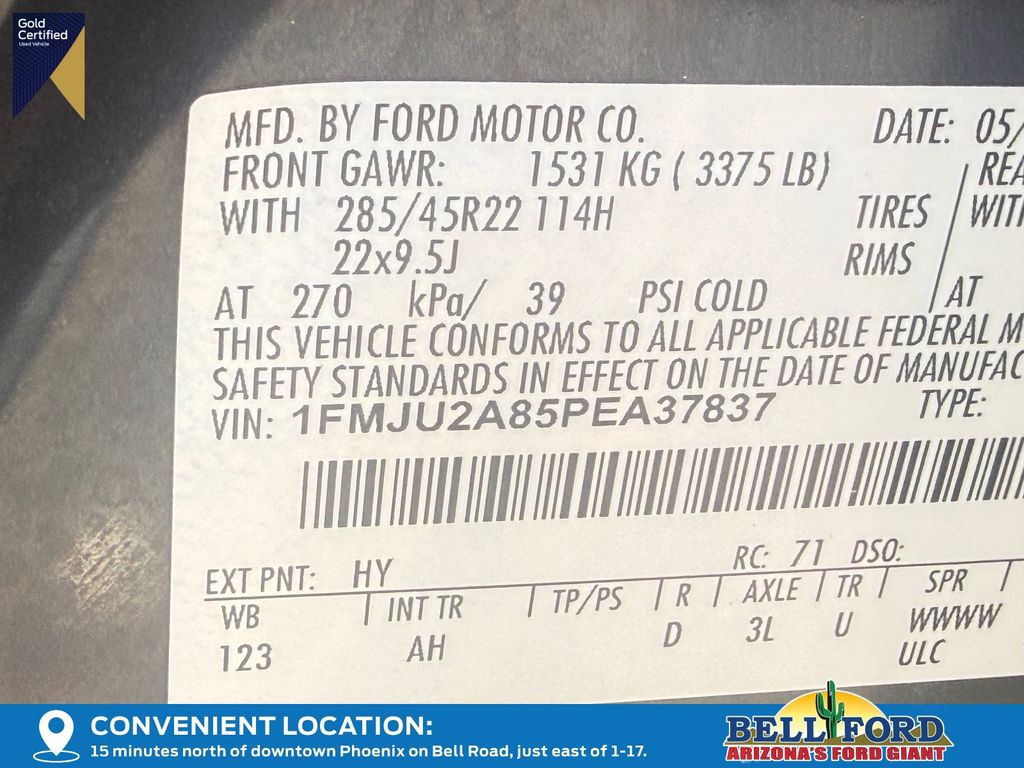 Gold
Certified
Used Vehicle
MFD. BY FORD MOTOR CO. DATE: 05/
FRONT GAWR: 1531 KG ( 3375 LB) REA
WITH 285/45R22 114H TIRES WITH
22x9.5J RIMS
AT 270 kPa/ 39 PSI COLD AT
THIS VEHICLE CONFORMS TO ALL APPLICABLE FEDERAL M
SAFETY STANDARDS IN EFFECT ON THE DATE OF MANUFAC
VIN: 1FMJU2A85PEA37837 TYPE:
EXT PNT: HY RC: 71 DSO:
WB | INT TR | TP/PS | R | AXLE | TR | SPR |
123 AH D 3L U WWWW
ULC
CONVENIENT LOCATION:
15 minutes north of downtown Phoenix on Bell Road, just east of 1-17.
BELL FORD
ARIZONA'S FORD GIANT